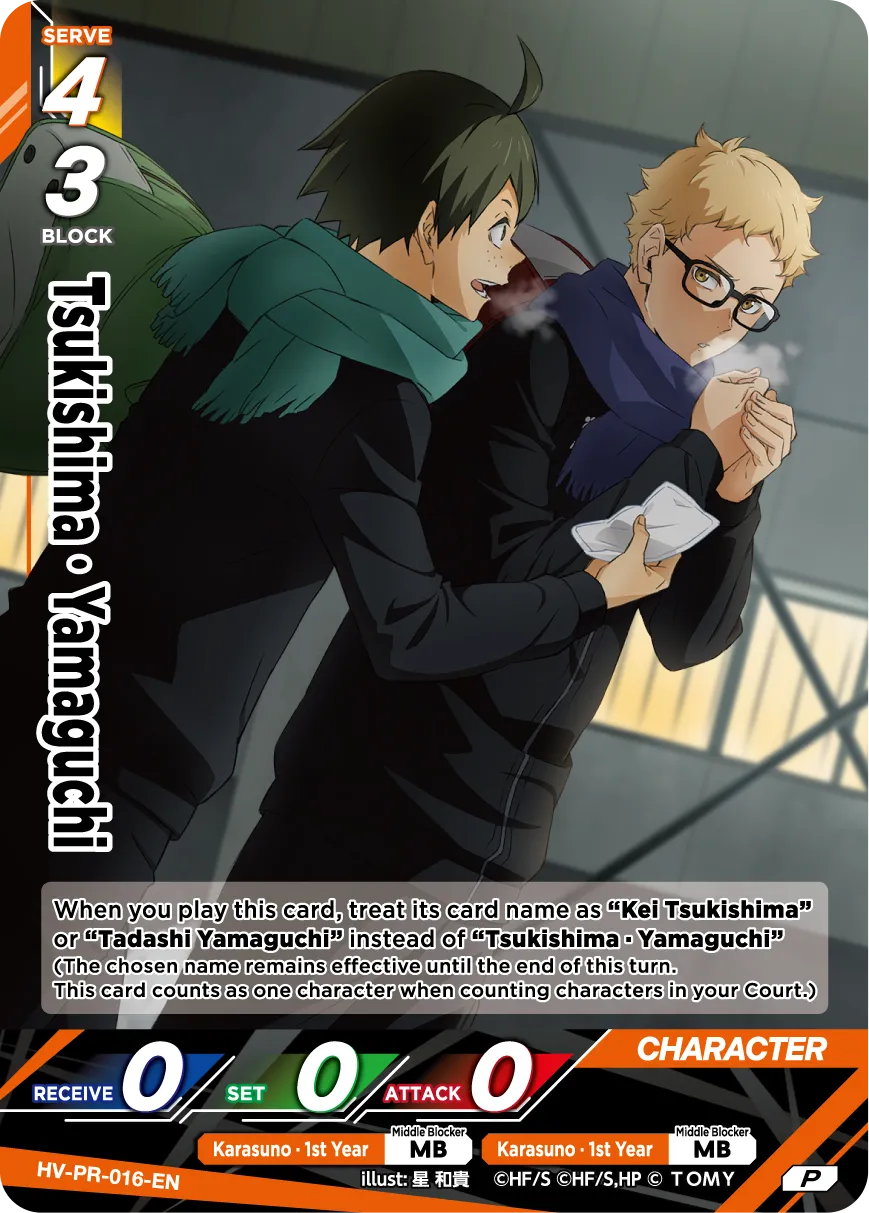 SERVE
4
3
BLOCK
Tsukishima・Yamaguchi
When you play this card, treat its card name as “Kei Tsukishima”
or “Tadashi Yamaguchi” instead of “Tsukishima · Yamaguchi”
(The chosen name remains effective until the end of this turn.
This card counts as one character when counting characters in your Court.)
CHARACTER
RECEIVE 0
SET 0
ATTACK 0
Karasuno · 1st Year Middle Blocker MB
Karasuno · 1st Year Middle Blocker MB
HV-PR-016-EN
illust: 星 和貴 ©HF/S ©HF/S,HP © TOMY
P